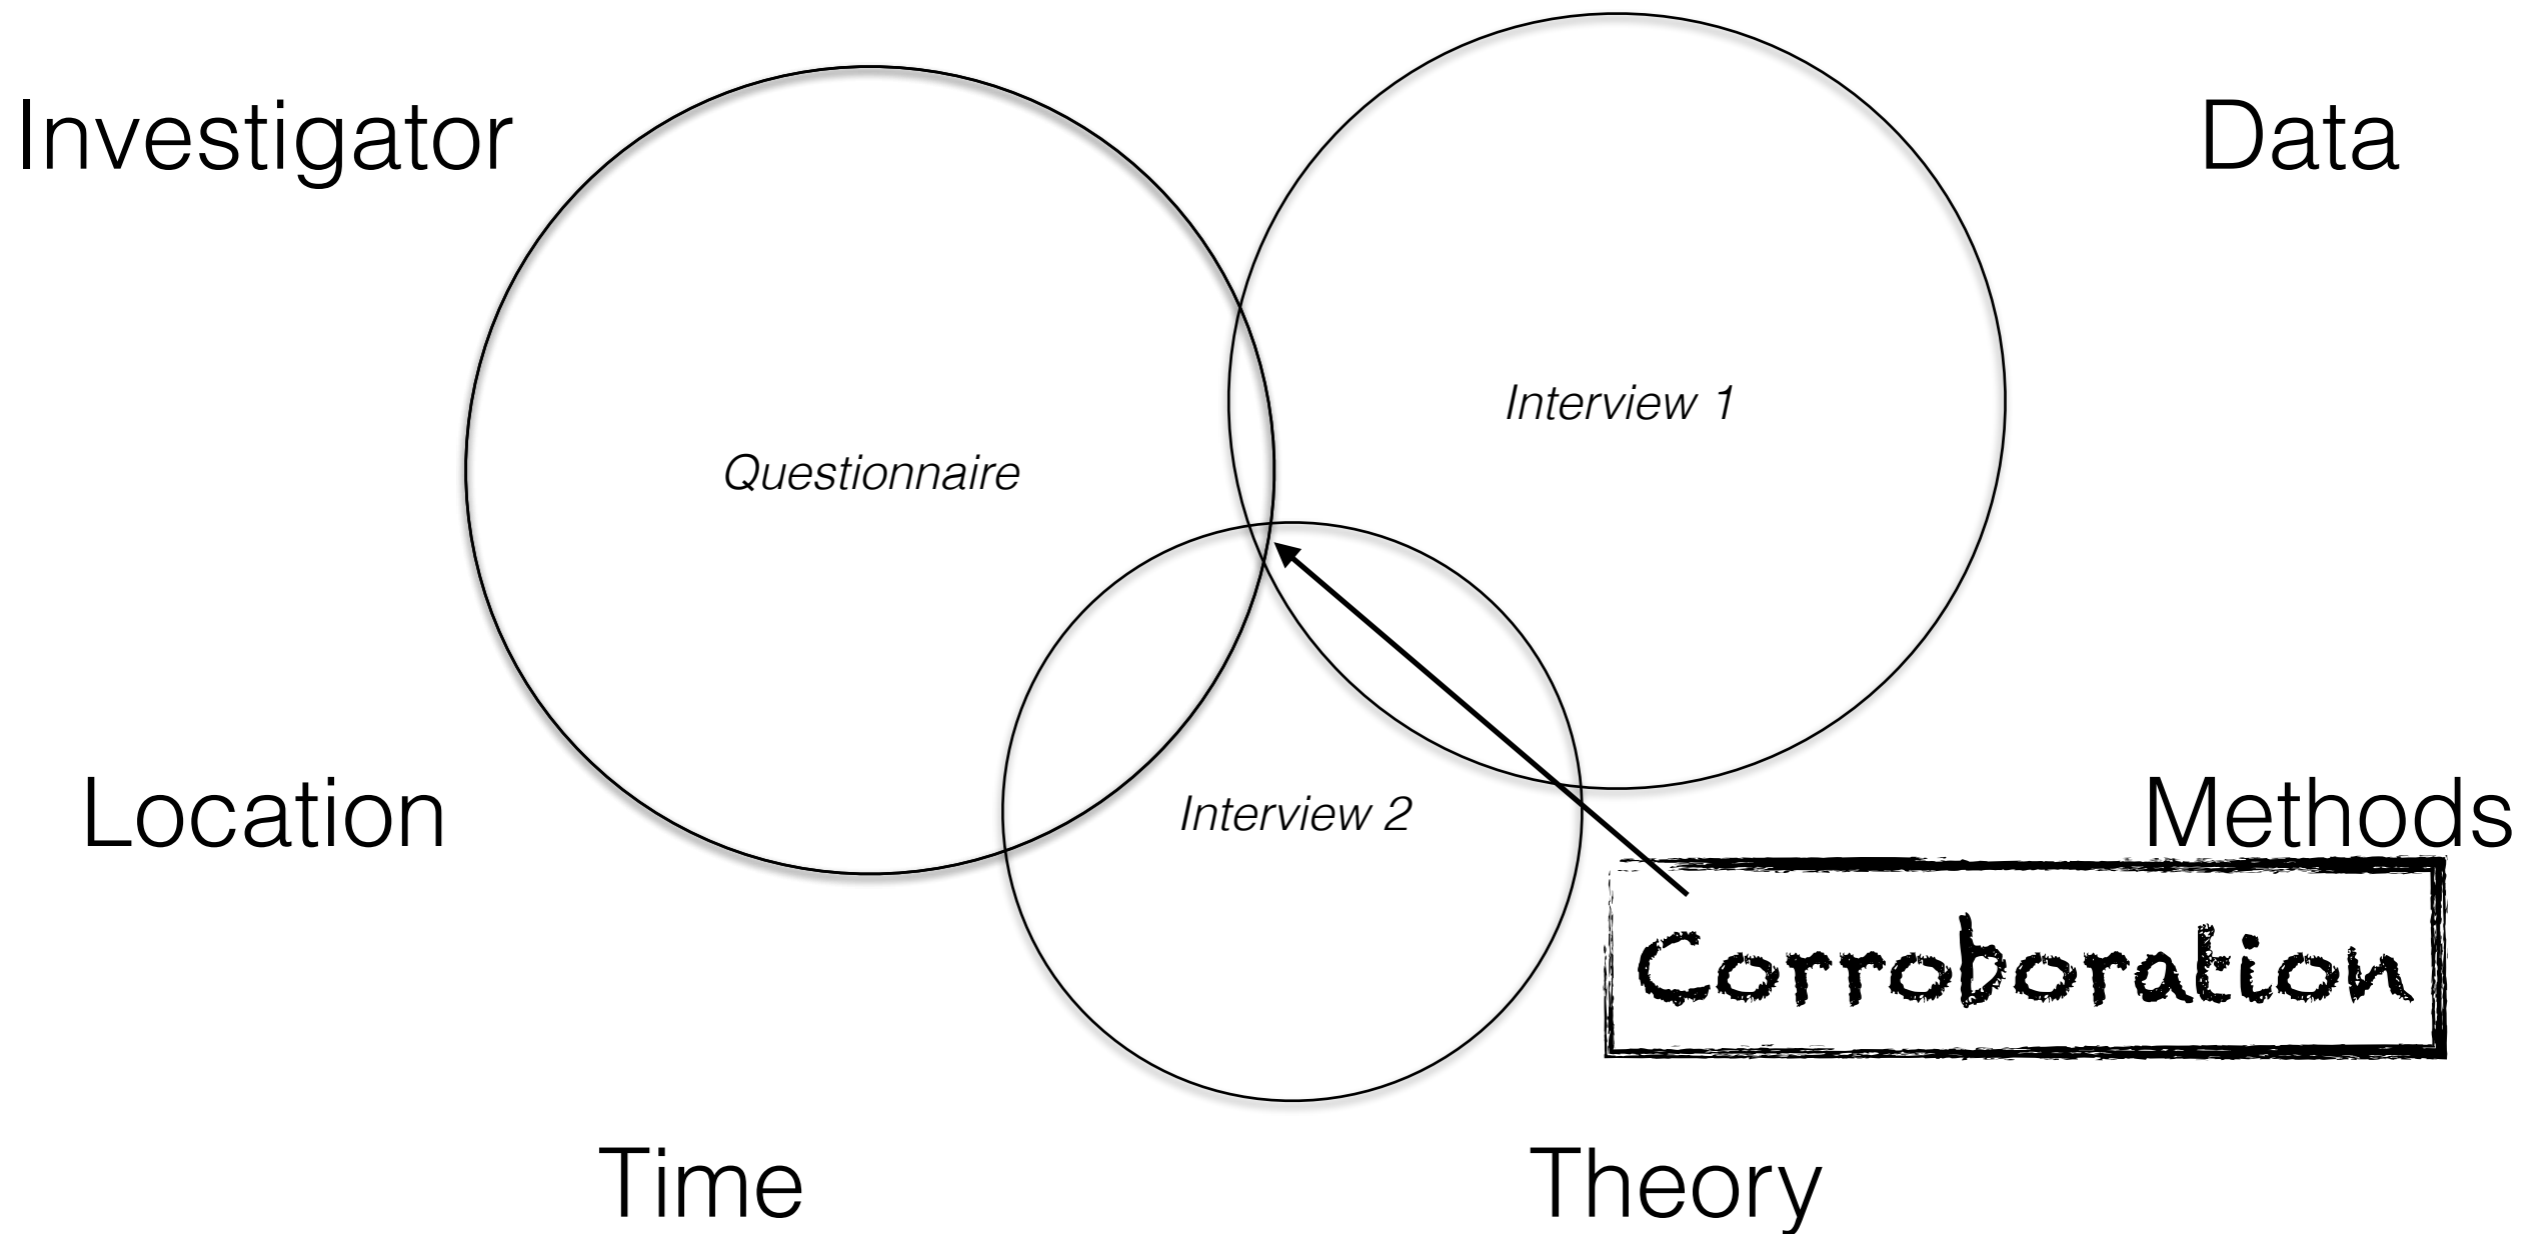 Investigator
Data
Interview 1
Questionnaire
Location
Interview 2
Methods
Corroboration
Time
Theory